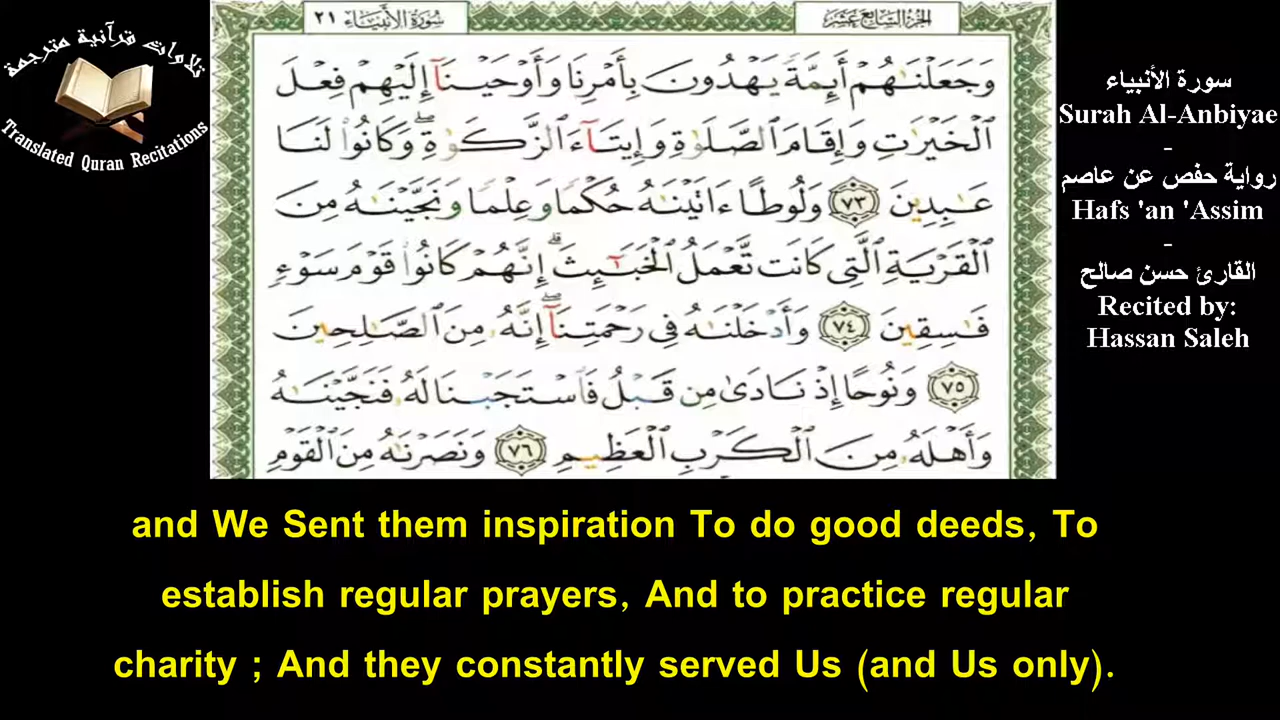 تلاوات قرآنية مترجمة
Translated Quran Recitations
سُورَةُ الأَنبِيَاء ٢١
الجزء السابع عشر
وَجَعَلْنَٰهُمْ أَئِمَّةً يَهْدُونَ بِأَمْرِنَا وَأَوْحَيْنَآ إِلَيْهِمْ فِعْلَ
ٱلْخَيْرَٰتِ وَإِقَامَ ٱلصَّلَوٰةِ وَإِيتَآءَ ٱلزَّكَوٰةِ ۖ وَكَانُوا۟ لَنَا
عَٰبِدِينَ ٧٣ وَلُوطًا ءَاتَيْنَٰهُ حُكْمًا وَعِلْمًا وَنَجَّيْنَٰهُ مِنَ
ٱلْقَرْيَةِ ٱلَّتِى كَانَت تَّعْمَلُ ٱلْخَبَٰٓئِثَ ۗ إِنَّهُمْ كَانُوا۟ قَوْمَ سَوْءٍ
فَٰسِقِينَ ٧٤ وَأَدْخَلْنَٰهُ فِى رَحْمَتِنَآ ۖ إِنَّهُۥ مِنَ ٱلصَّٰلِحِينَ
٧٥ وَنُوحًا إِذْ نَادَىٰ مِن قَبْلُ فَٱسْتَجَبْنَا لَهُۥ فَنَجَّيْنَٰهُ
وَأَهْلَهُۥ مِنَ ٱلْكَرْبِ ٱلْعَظِيمِ ٧٦ وَنَصَرْنَٰهُ مِنَ ٱلْقَوْمِ
سورة الأنبياء
Surah Al-Anbiyae
-
رواية حفص عن عاصم
Hafs 'an 'Assim
-
القارئ حسن صالح
Recited by:
Hassan Saleh
and We Sent them inspiration To do good deeds, To
establish regular prayers, And to practice regular
charity ; And they constantly served Us (and Us only).